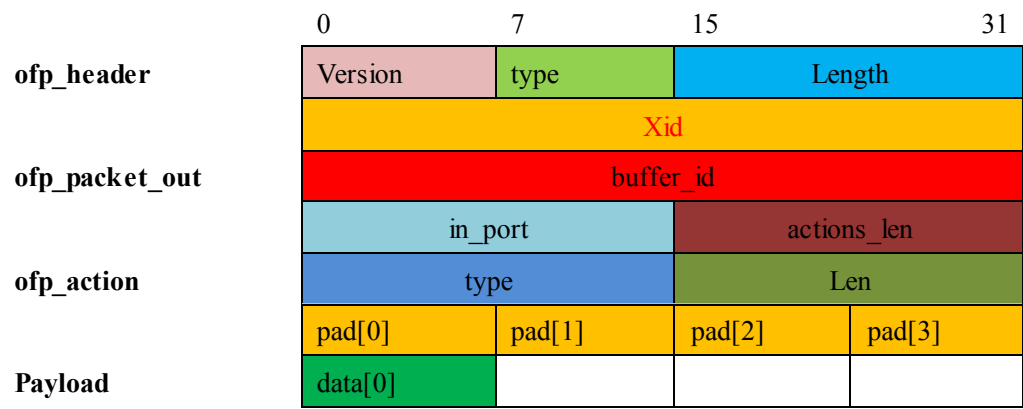 0 7 15 31
ofp_header Version type Length
Xid
ofp_packet_out buffer_id
in_port actions_len
ofp_action type Len
pad[0] pad[1] pad[2] pad[3]
Payload data[0]